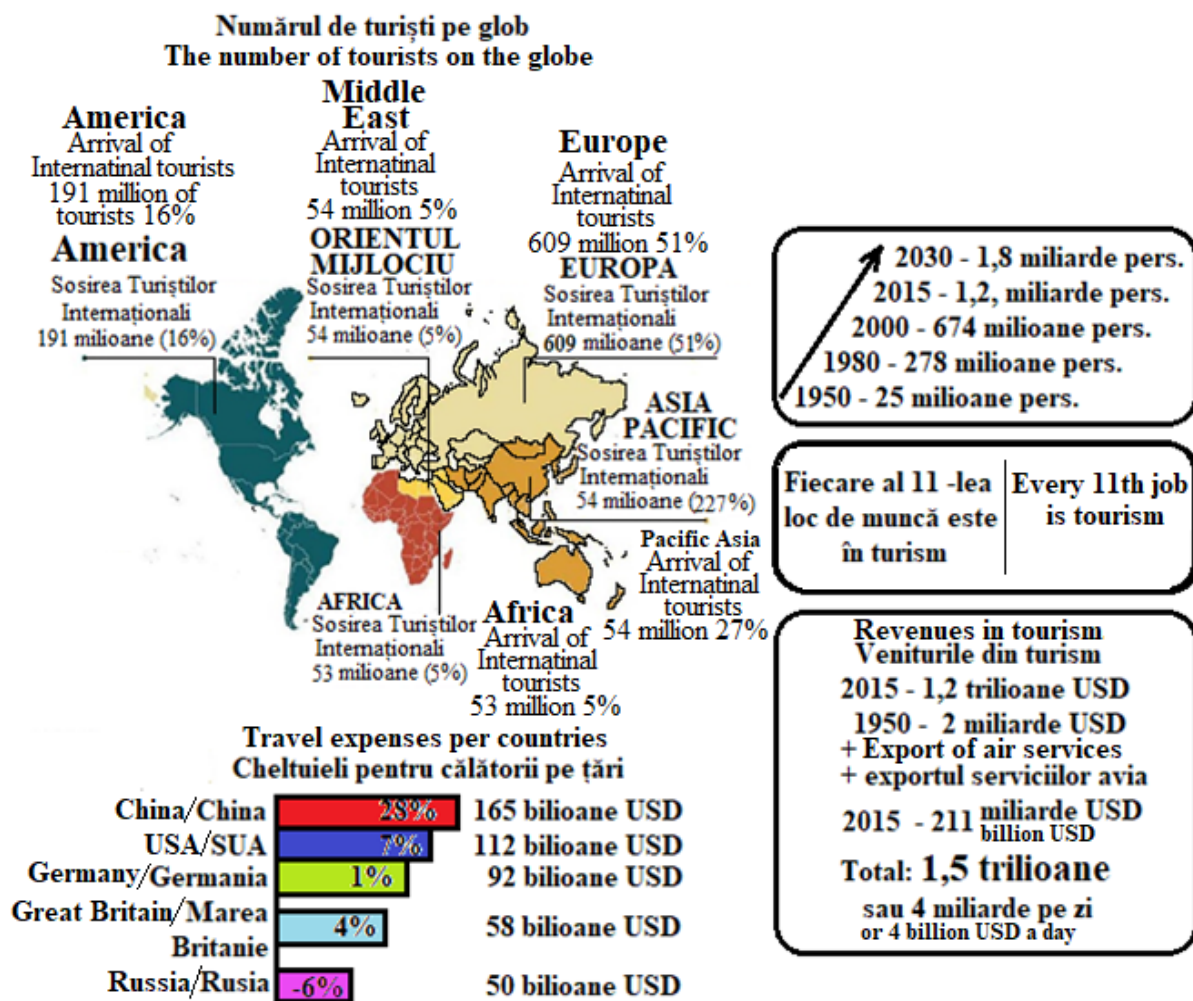 Numărul de turiști pe glob
The number of tourists on the globe
America
Arrival of
Internatinal tourists
191 million of
tourists 16%
America
Sosirea Turiștilor
Internaționali
191 milioane (16%)
Middle
East
Arrival of
Internatinal
tourists
54 million 5%
ORIENTUL
MIJLOCIU
Sosirea Turiștilor
Internaționali
54 milioane (5%)
Europe
Arrival of
Internatinal
tourists
609 million 51%
EUROPA
Sosirea Turiștilor
Internaționali
609 milioane (51%)
ASIA
PACIFIC
Sosirea Turiștilor
Internaționali
54 milioane (227%)
Pacific Asia
Arrival of
Internatinal
tourists
54 million 27%
AFRICA
Sosirea Turiștilor
Internaționali
53 milioane (5%)
Africa
Arrival of
Internatinal
tourists
53 million 5%
2030 - 1,8 miliarde pers.
2015 - 1,2, miliarde pers.
2000 - 674 milioane pers.
1980 - 278 milioane pers.
1950 - 25 milioane pers.
Fiecare al 11 -lea
loc de muncă este
în turism
Every 11th job
is tourism
Revenues in tourism
Veniturile din turism
2015 - 1,2 trilioane USD
1950 - 2 miliarde USD
+ Export of air services
+ exportul serviciilor avia
2015 - 211 miliarde USD
billion USD
Total: 1,5 trilioane
sau 4 miliarde pe zi
or 4 billion USD a day
Travel expenses per countries
Cheltuieli pentru călătorii pe țări
China/China 28% 165 bilioane USD
USA/SUA 7% 112 bilioane USD
Germany/Germania 1% 92 bilioane USD
Great Britain/Marea
Britanie 4% 58 bilioane USD
Russia/Rusia -6% 50 bilioane USD